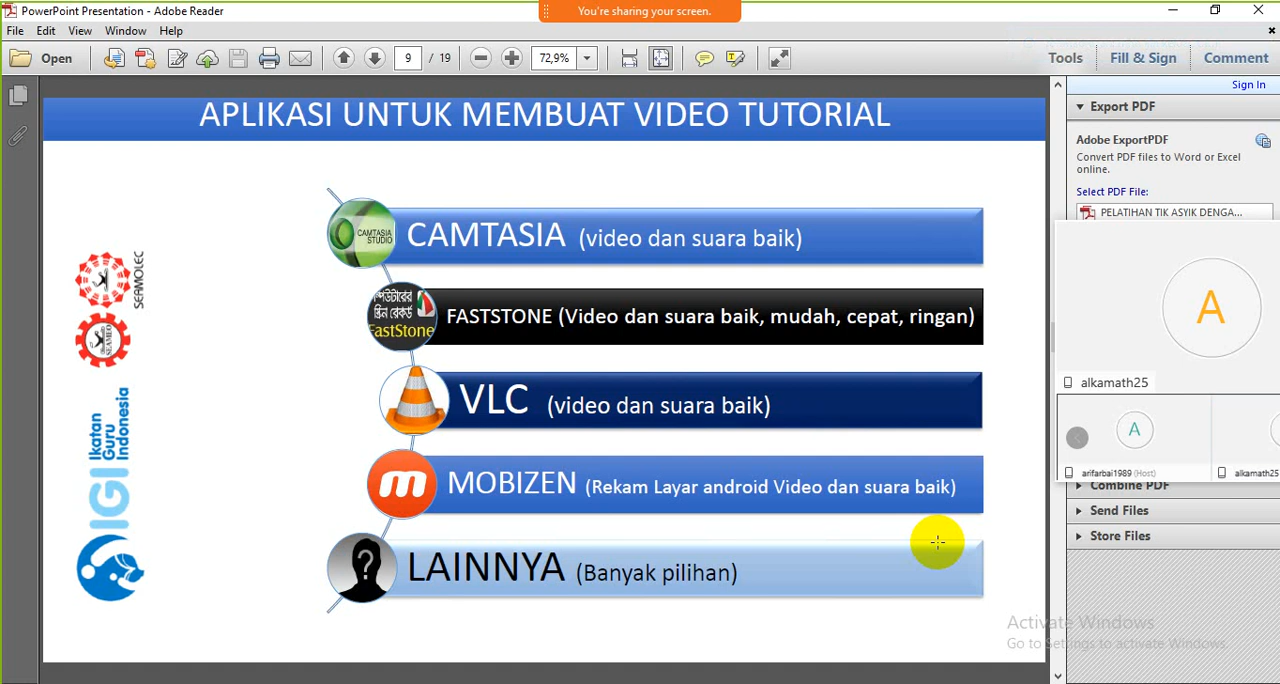 PowerPoint Presentation - Adobe Reader
You're sharing your screen.
File Edit View Window Help
Open
9 / 19
72,9%
Tools
Fill & Sign
Comment
Sign In
Export PDF
Adobe ExportPDF
Convert PDF files to Word or Excel
online.
Select PDF File:
PELATIHAN TIK ASYIK DENGA...
APLIKASI UNTUK MEMBUAT VIDEO TUTORIAL
CAMTASIA
STUDIO
CAMTASIA (video dan suara baik)
স্ক্রিন রেকর্ড
FastStone
FASTSTONE (Video dan suara baik, mudah, cepat, ringan)
VLC (video dan suara baik)
MOBIZEN (Rekam Layar android Video dan suara baik)
?
LAINNYA (Banyak pilihan)
SEAMOLEC
SEAMEO
IGI
Ikatan
Guru
Indonesia
A
alkamath25
A
arifarbai1989 (Host)
alkamath25
Combine PDF
Send Files
Store Files
Activate Windows
Go to Settings to activate Windows.